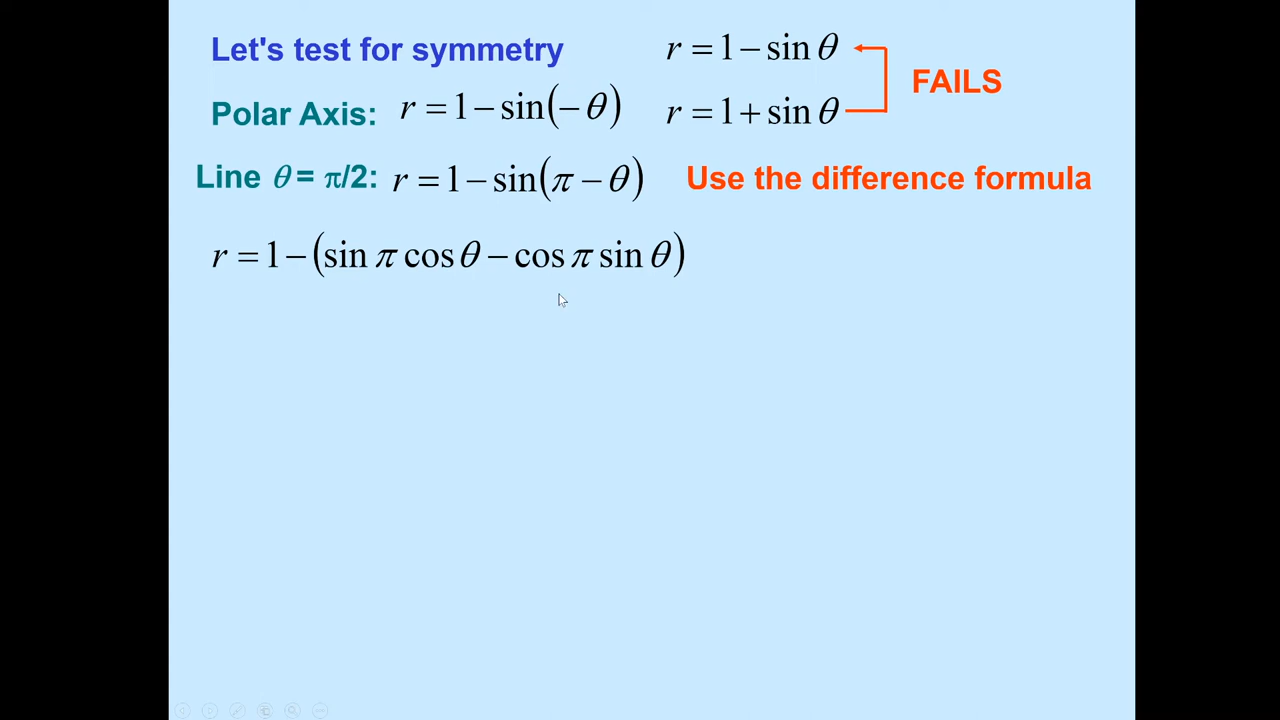 Let's test for symmetry
r = 1 − sin θ
Polar Axis: r = 1 − sin(− θ)
r = 1 + sin θ
FAILS
Line θ = π/2: r = 1 − sin(π − θ)
Use the difference formula
r = 1 − (sin π cos θ − cos π sin θ)